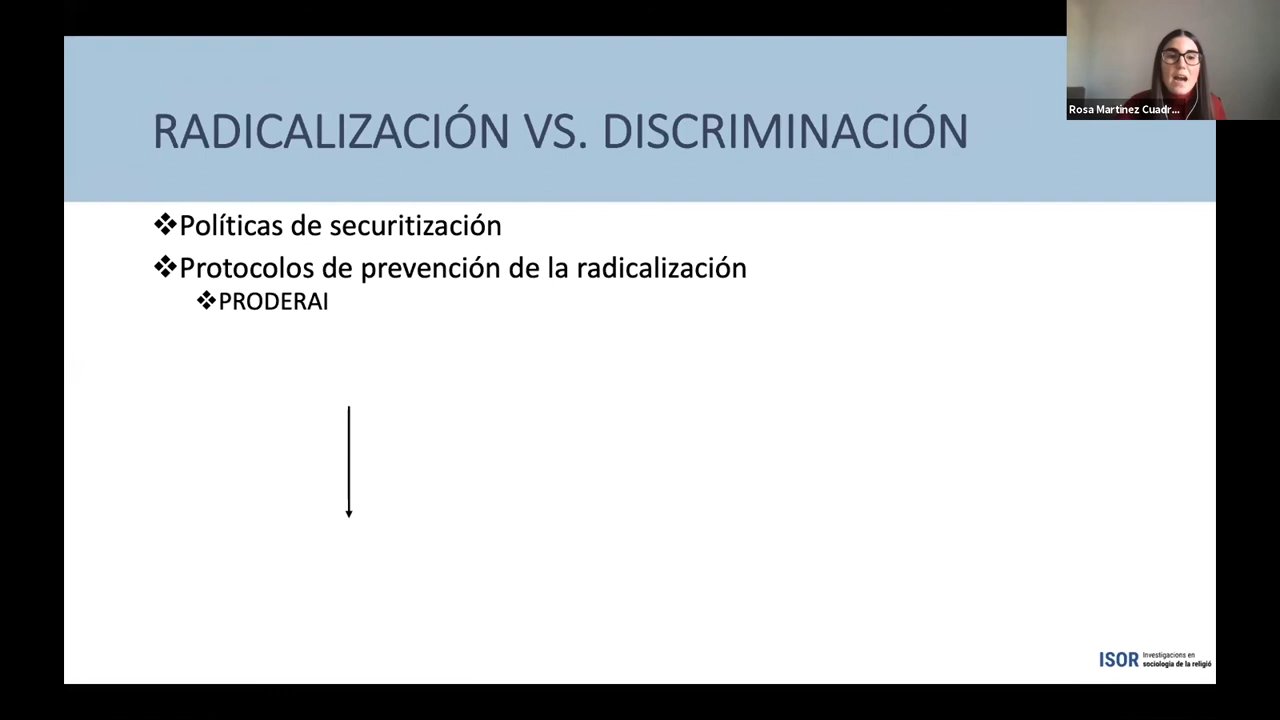 RADICALIZACIÓN VS. DISCRIMINACIÓN
Rosa Martínez Cuadr...
❖Políticas de securitización
❖Protocolos de prevención de la radicalización
❖PRODERAI
ISOR Investigacions en
sociologia de la religió